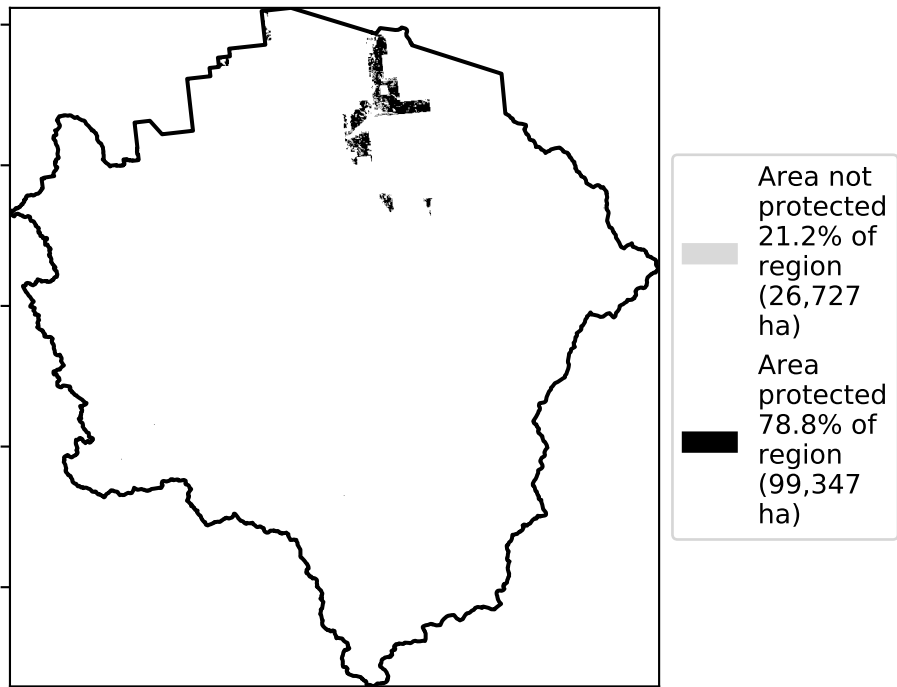 Area not
protected
21.2% of
region
(26,727
ha)
Area
protected
78.8% of
region
(99,347
ha)